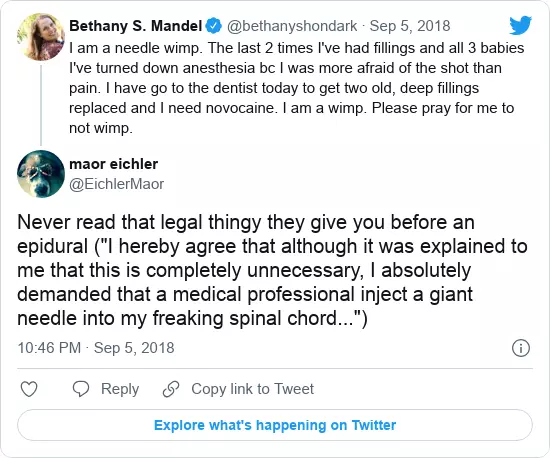 Bethany S. Mandel @bethanyshondark · Sep 5, 2018
I am a needle wimp. The last 2 times I've had fillings and all 3 babies
I've turned down anesthesia bc I was more afraid of the shot than
pain. I have go to the dentist today to get two old, deep fillings
replaced and I need novocaine. I am a wimp. Please pray for me to
not wimp.
maor eichler
@EichlerMaor
Never read that legal thingy they give you before an
epidural ("I hereby agree that although it was explained to
me that this is completely unnecessary, I absolutely
demanded that a medical professional inject a giant
needle into my freaking spinal chord...")
10:46 PM · Sep 5, 2018
Reply Copy link to Tweet
Explore what's happening on Twitter